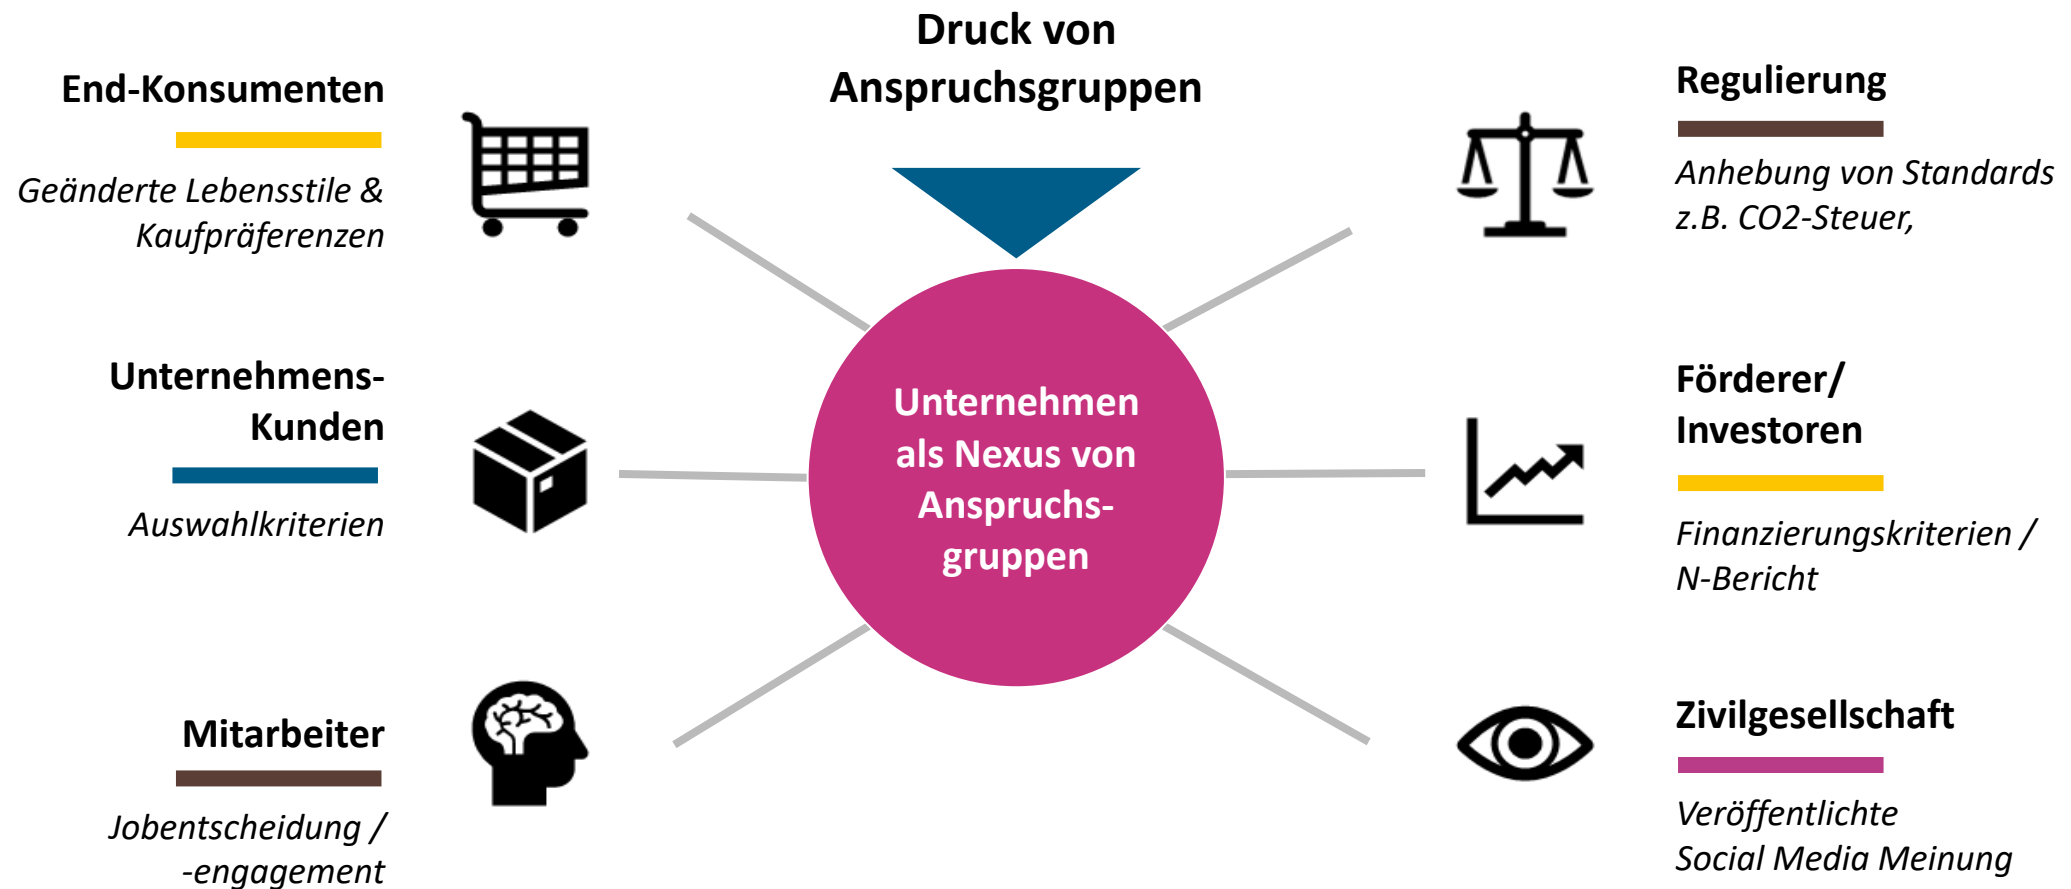 Druck von
Anspruchsgruppen
End-Konsumenten
Geänderte Lebensstile &
Kaufpräferenzen
Unternehmens-
Kunden
Auswahlkriterien
Mitarbeiter
Jobentscheidung /
-engagement
Unternehmen
als Nexus von
Anspruchs-
gruppen
Regulierung
Anhebung von Standards
z.B. CO2-Steuer,
Förderer/
Investoren
Finanzierungskriterien /
N-Bericht
Zivilgesellschaft
Veröffentlichte
Social Media Meinung